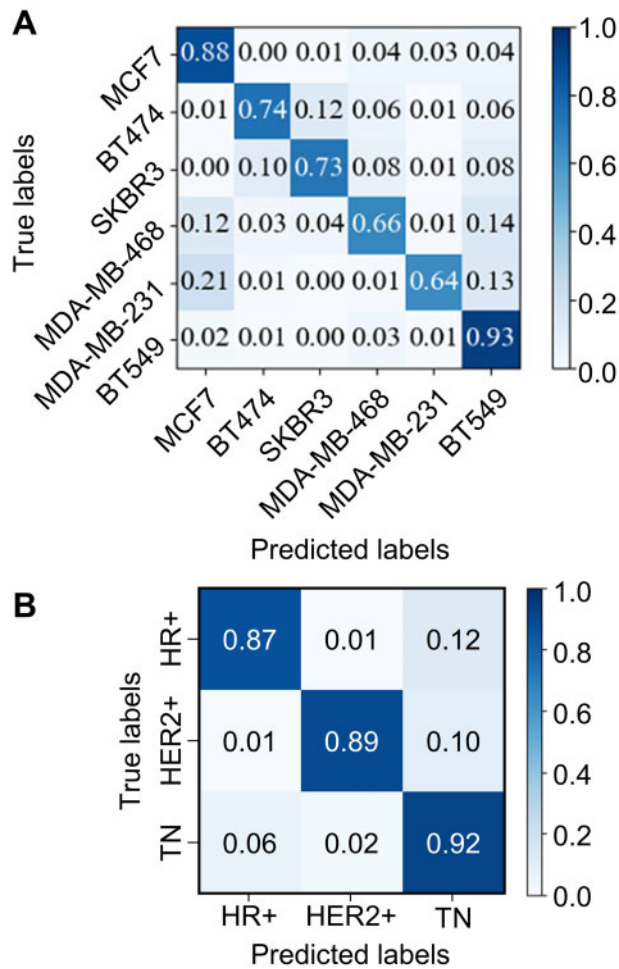 A
True labels
MCF7
BT474
SKBR3
MDA-MB-468
MDA-MB-231
BT549
0.88 0.00 0.01 0.04 0.03 0.04
0.01 0.74 0.12 0.06 0.01 0.06
0.00 0.10 0.73 0.08 0.01 0.08
0.12 0.03 0.04 0.66 0.01 0.14
0.21 0.01 0.00 0.01 0.64 0.13
0.02 0.01 0.00 0.03 0.01 0.93
MCF7
BT474
SKBR3
MDA-MB-468
MDA-MB-231
BT549
Predicted labels
1.0
0.8
0.6
0.4
0.2
0.0
B
True labels
HR+
HER2+
TN
0.87 0.01 0.12
0.01 0.89 0.10
0.06 0.02 0.92
HR+ HER2+ TN
Predicted labels
1.0
0.8
0.6
0.4
0.2
0.0